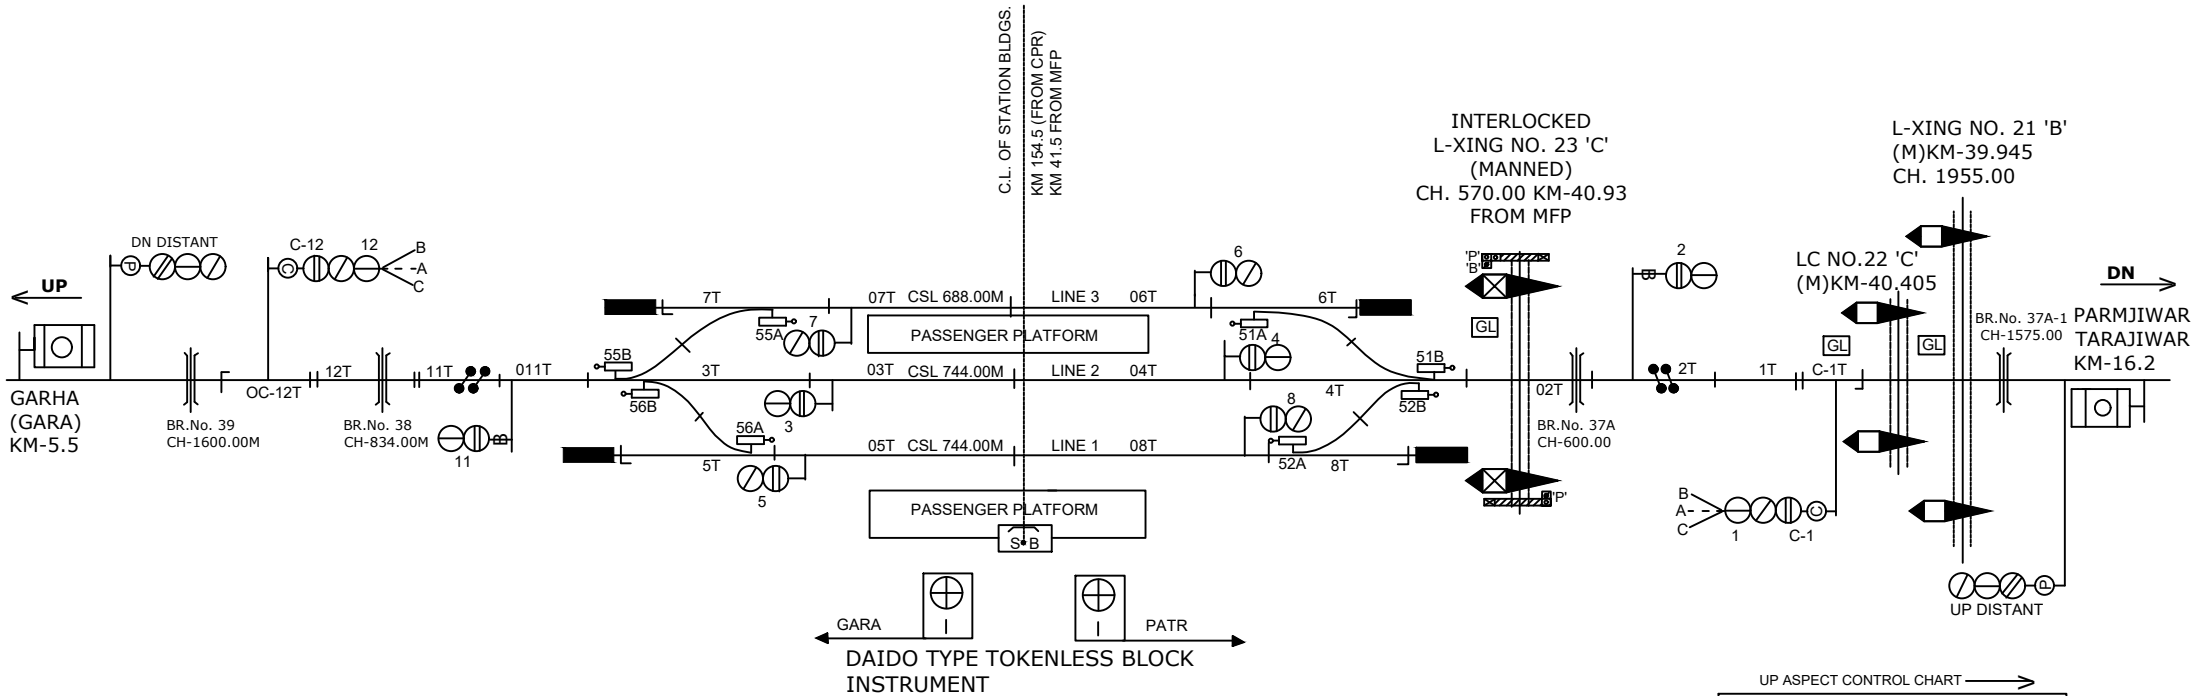 C.L. OF STATION BLDGS.
KM 154.5 (FROM CPR)
KM 41.5 FROM MFP
INTERLOCKED
L-XING NO. 23 'C'
(MANNED)
CH. 570.00 KM-40.93
FROM MFP
L-XING NO. 21 'B'
(M)KM-39.945
CH. 1955.00
LC NO.22 'C'
(M)KM-40.405
UP
DN DISTANT
P
C-12
12
C
B
A
C
6
'P'
'B'
2
B
DN
PARMJIWAR
TARAJIWAR
KM-16.2
BR.No. 37A-1
CH-1575.00
7T
07T
CSL 688.00M
LINE 3
06T
6T
7
55A
PASSENGER PLATFORM
51A
4
GL
GL
GL
55B
51B
GARHA
(GARA)
KM-5.5
OC-12T
12T
11T
011T
3T
03T
CSL 744.00M
LINE 2
04T
4T
02T
2T
1T
C-1T
56B
52B
BR.No. 39
CH-1600.00M
BR.No. 38
CH-834.00M
B
11
3
8
BR.No. 37A
CH-600.00
56A
5T
05T
CSL 744.00M
LINE 1
08T
52A
8T
5
'P'
B
A
C
1
C-1
C
PASSENGER PLATFORM
S B
P
UP DISTANT
GARA
PATR
DAIDO TYPE TOKENLESS BLOCK
INSTRUMENT
UP ASPECT CONTROL CHART